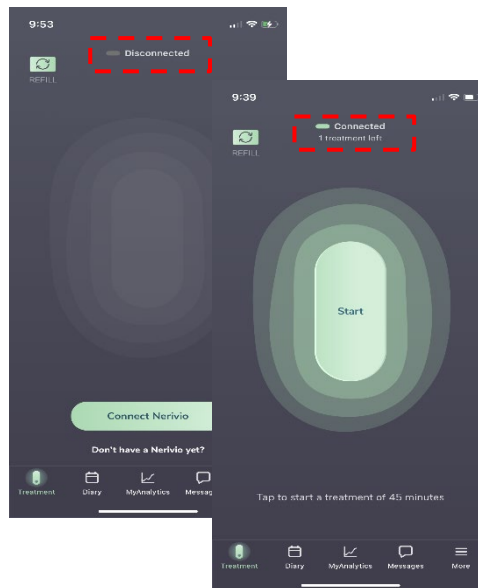 9:53
Disconnected
REFILL
Connect Nerivio
Don't have a Nerivio yet?
Treatment Diary MyAnalytics Messag
9:39
Connected
1 treatment left
REFILL
Start
Tap to start a treatment of 45 minutes
Treatment Diary MyAnalytics Messages More